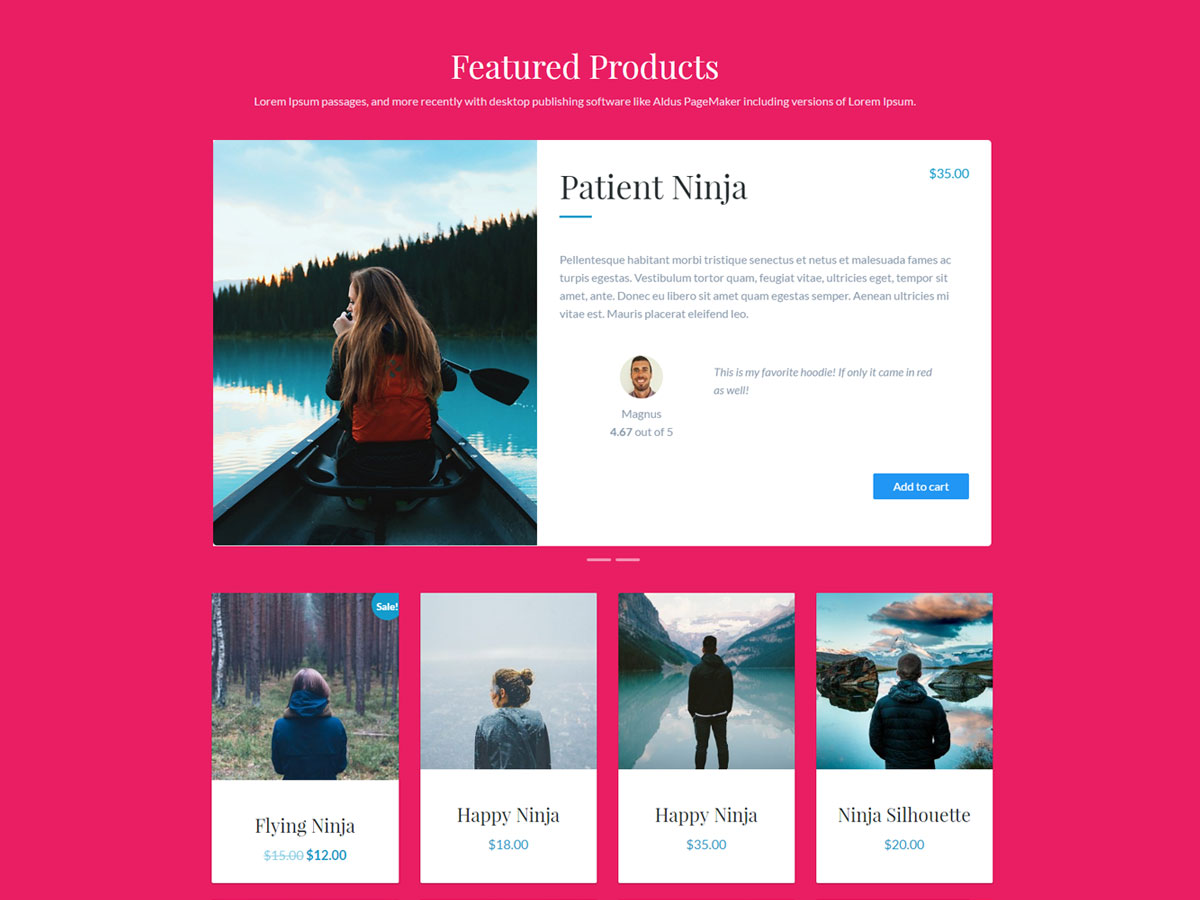 Featured Products
Lorem Ipsum passages, and more recently with desktop publishing software like Aldus PageMaker including versions of Lorem Ipsum.
Patient Ninja
$35.00
Pellentesque habitant morbi tristique senectus et netus et malesuada fames ac
turpis egestas. Vestibulum tortor quam, feugiat vitae, ultricies eget, tempor sit
amet, ante. Donec eu libero sit amet quam egestas semper. Aenean ultricies mi
vitae est. Mauris placerat eleifend leo.
This is my favorite hoodie! If only it came in red
as well!
Magnus
4.67 out of 5
Add to cart
Sale!
Flying Ninja
$15.00 $12.00
Happy Ninja
$18.00
Happy Ninja
$35.00
Ninja Silhouette
$20.00